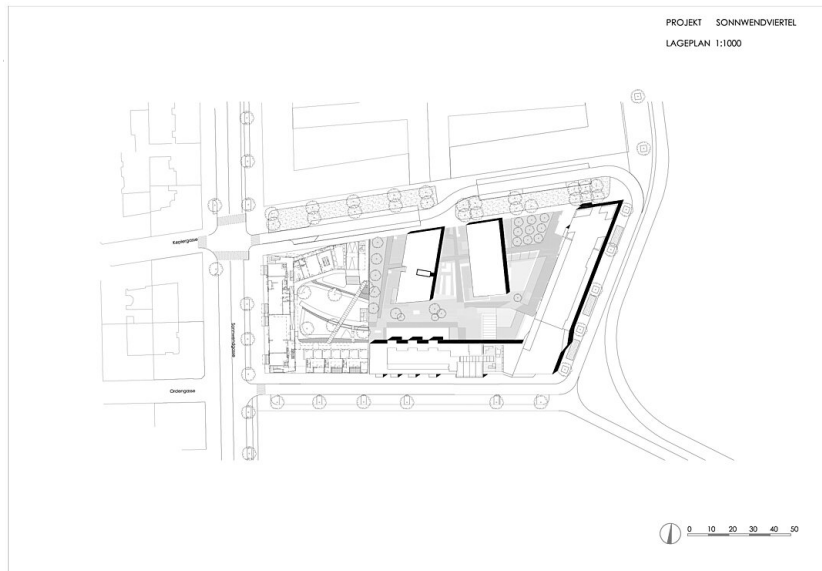 PROJEKT SONNWENDVIERTEL
LAGEPLAN 1:1000
Keplergasse
Sonnwendgasse
Ordengasse
0 10 20 30 40 50